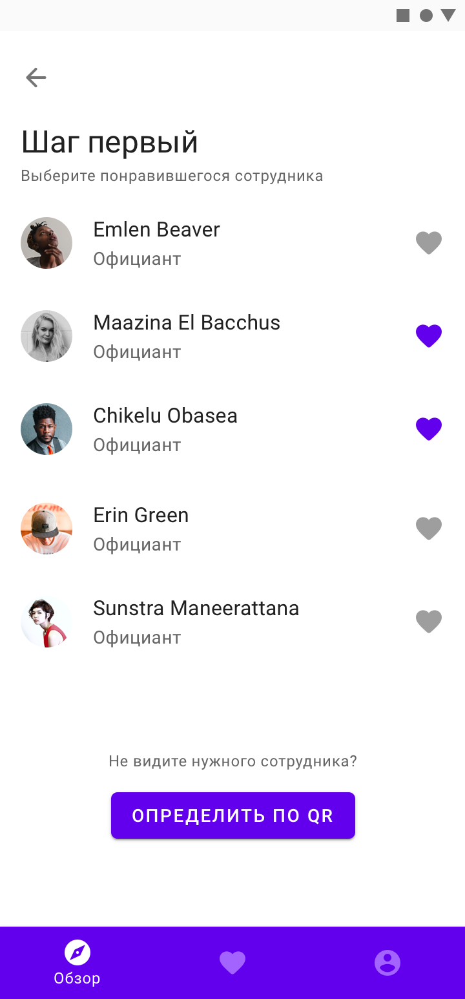 Шаг первый
Выберите понравившегося сотрудника
Emlen Beaver
Официант
Maazina El Bacchus
Официант
Chikelu Obasea
Официант
Erin Green
Официант
Sunstra Maneerattana
Официант
Не видите нужного сотрудника?
ОПРЕДЕЛИТЬ ПО QR
Обзор